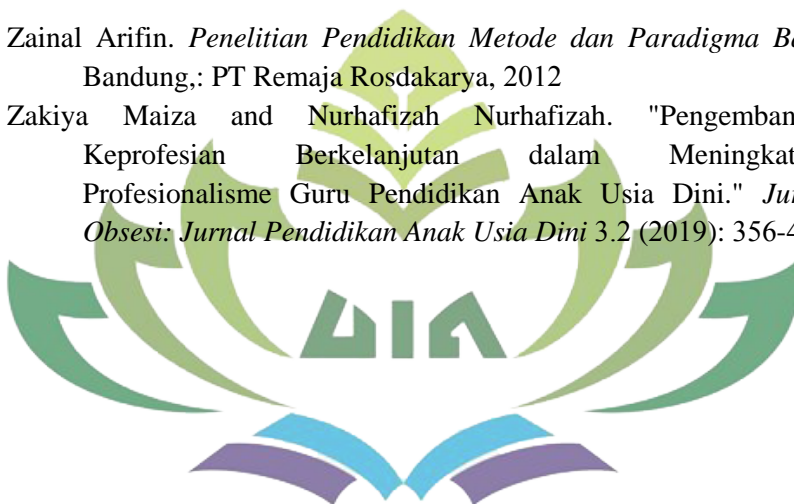 Zainal Arifin. Penelitian Pendidikan Metode dan Paradigma
Bandung,: PT Remaja Rosdakarya, 2012
Zakiya Maiza and Nurhafizah Nurhafizah. "Pengemban
Keprofesian Berkelanjutan dalam Meningkat
Profesionalisme Guru Pendidikan Anak Usia Dini." Jur
Obsesi: Jurnal Pendidikan Anak Usia Dini 3.2 (2019): 356-4
UIN